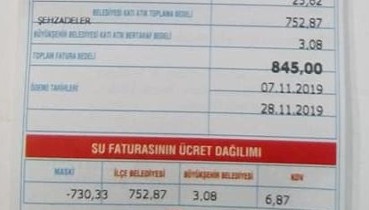 ŞEHZADELER BELEDİYESİ KATI ATIK TOPLAMA BEDELİ 752,87
BÜYÜKŞEHİR BELEDİYESİ KATI ATIK BERTARAF BEDELİ 3,08
TOPLAM FATURA BEDELİ 845,00
ÖDEME TARİHLERİ 07.11.2019
28.11.2019
SU FATURASININ ÜCRET DAĞILIMI
MASKİ İLÇE BELEDİYESİ BÜYÜKŞEHİR BELEDİYESİ KDV
-730,33 752,87 3,08 6,87